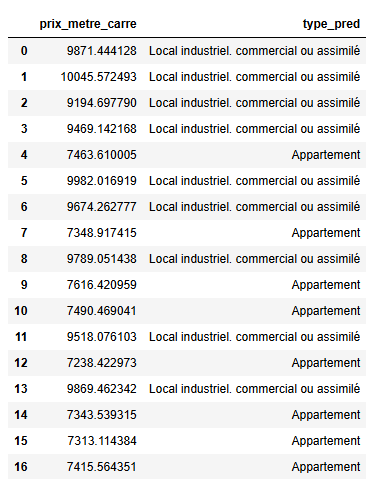 prix_metre_carre type_pred
0 9871.444128 Local industriel. commercial ou assimilé
1 10045.572493 Local industriel. commercial ou assimilé
2 9194.697790 Local industriel. commercial ou assimilé
3 9469.142168 Local industriel. commercial ou assimilé
4 7463.610005 Appartement
5 9982.016919 Local industriel. commercial ou assimilé
6 9674.262777 Local industriel. commercial ou assimilé
7 7348.917415 Appartement
8 9789.051438 Local industriel. commercial ou assimilé
9 7616.420959 Appartement
10 7490.469041 Appartement
11 9518.076103 Local industriel. commercial ou assimilé
12 7238.422973 Appartement
13 9869.462342 Local industriel. commercial ou assimilé
14 7343.539315 Appartement
15 7313.114384 Appartement
16 7415.564351 Appartement